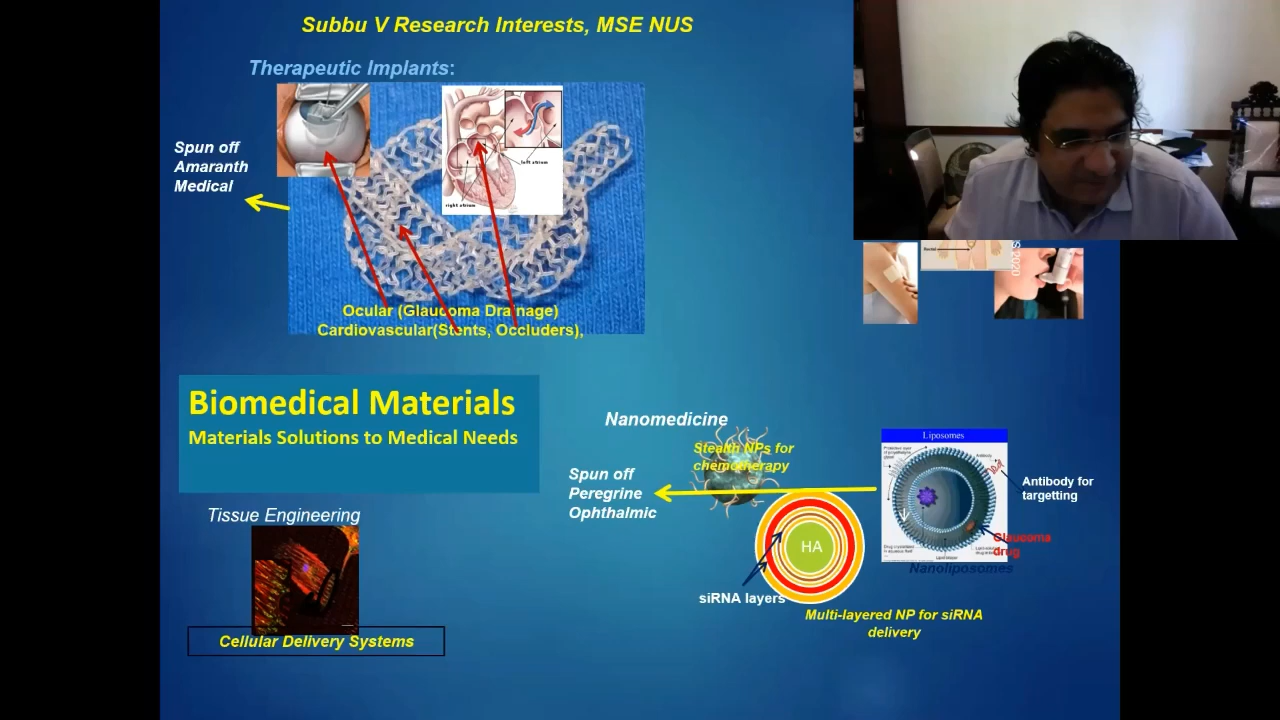 Subbu V Research Interests, MSE NUS
Therapeutic Implants:
Spun off
Amaranth
Medical
left atrium
right atrium
Ocular (Glaucoma Drainage)
Cardiovascular(Stents, Occluders),
S 2020
Biomedical Materials
Materials Solutions to Medical Needs
Nanomedicine
Stealth NPs for
chemotherapy
Spun off
Peregrine
Ophthalmic
HA
siRNA layers
Multi-layered NP for siRNA
delivery
Liposomes
Antibody for
targetting
Glaucoma
drug
Nanoliposomes
Tissue Engineering
Cellular Delivery Systems